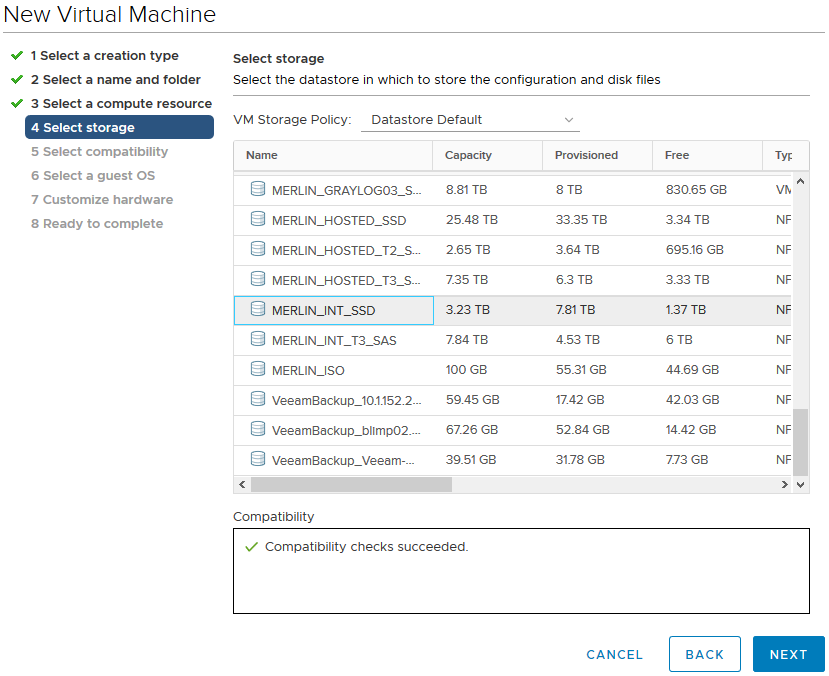 New Virtual Machine
1 Select a creation type
2 Select a name and folder
3 Select a compute resource
4 Select storage
5 Select compatibility
6 Select a guest OS
7 Customize hardware
8 Ready to complete
Select storage
Select the datastore in which to store the configuration and disk files
VM Storage Policy: Datastore Default
Name Capacity Provisioned Free Typ
MERLIN_GRAYLOG03_S... 8.81 TB 8 TB 830.65 GB VM
MERLIN_HOSTED_SSD 25.48 TB 33.35 TB 3.34 TB NF
MERLIN_HOSTED_T2_S... 2.65 TB 3.64 TB 695.16 GB NF
MERLIN_HOSTED_T3_S... 7.35 TB 6.3 TB 3.33 TB NF
MERLIN_INT_SSD 3.23 TB 7.81 TB 1.37 TB NF
MERLIN_INT_T3_SAS 7.84 TB 4.53 TB 6 TB NF
MERLIN_ISO 100 GB 55.31 GB 44.69 GB NF
VeeamBackup_10.1.152.2... 59.45 GB 17.42 GB 42.03 GB NF
VeeamBackup_blimp02.... 67.26 GB 52.84 GB 14.42 GB NF
VeeamBackup_Veeam-... 39.51 GB 31.78 GB 7.73 GB NF
Compatibility
Compatibility checks succeeded.
CANCEL BACK NEXT